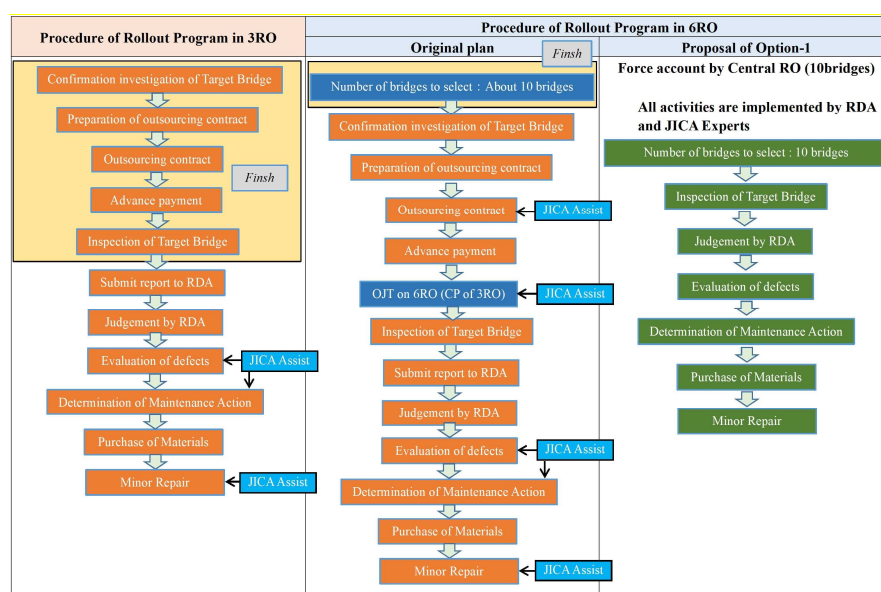 Procedure of Rollout Program in 3RO
Confirmation investigation of Target Bridge
Preparation of outsourcing contract
Outsourcing contract
Finsh
Advance payment
Inspection of Target Bridge
Submit report to RDA
Judgement by RDA
Evaluation of defects
JICA Assist
Determination of Maintenance Action
Purchase of Materials
Minor Repair
JICA Assist
Procedure of Rollout Program in 6RO
Original plan
Finsh
Number of bridges to select : About 10 bridges
Confirmation investigation of Target Bridge
Preparation of outsourcing contract
Outsourcing contract
JICA Assist
Advance payment
OJT on 6RO (CP of 3RO)
JICA Assist
Inspection of Target Bridge
Submit report to RDA
Judgement by RDA
Evaluation of defects
JICA Assist
Determination of Maintenance Action
Purchase of Materials
Minor Repair
JICA Assist
Proposal of Option-1
Force account by Central RO (10bridges)
All activities are implemented by RDA
and JICA Experts
Number of bridges to select : 10 bridges
Inspection of Target Bridge
Judgement by RDA
Evaluation of defects
Determination of Maintenance Action
Purchase of Materials
Minor Repair